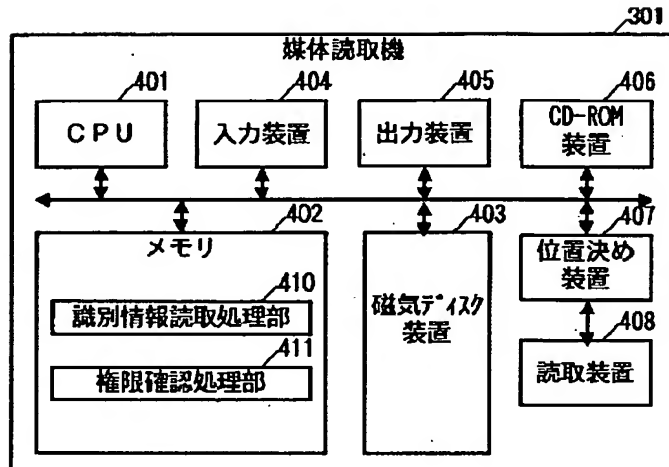 301
媒体読取機
401
404
405
406
CPU
入力装置
出力装置
CD-ROM
装置
402
403
407
メモリ
位置決め
装置
410
識別情報読取処理部
磁気ディスク
装置
411
408
権限確認処理部
読取装置